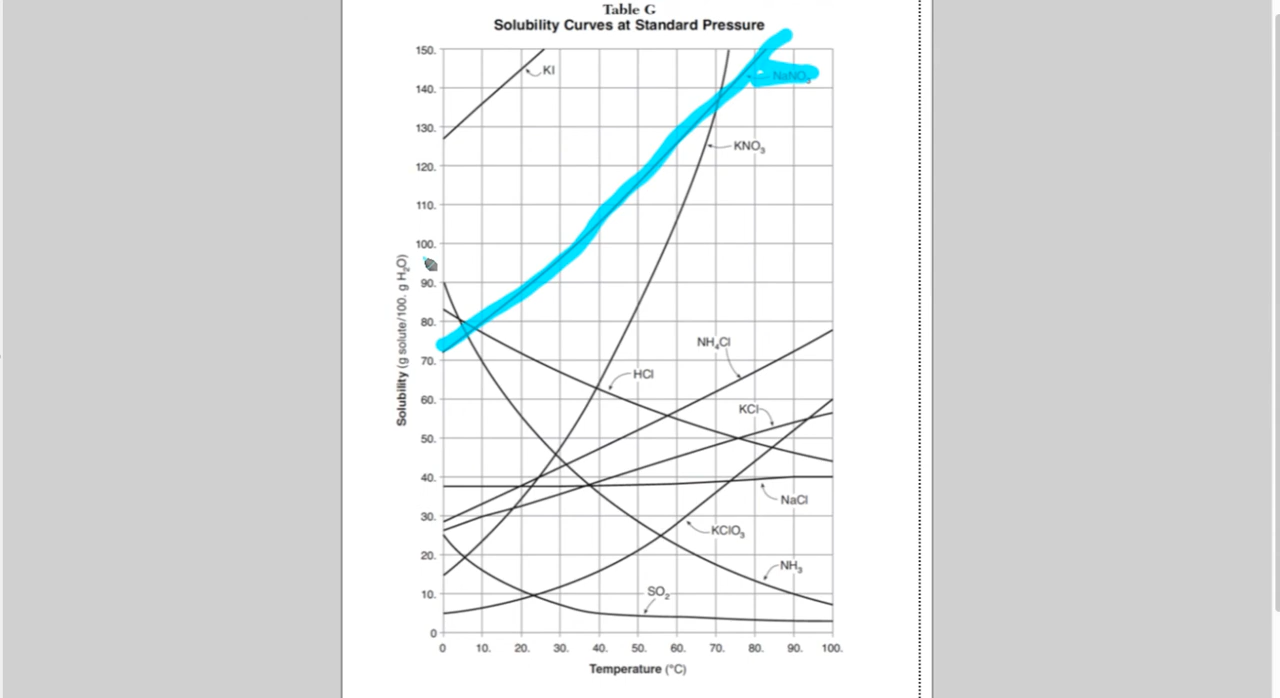 Table G
Solubility Curves at Standard Pressure
150.
140.
130.
120.
110.
100.
90.
80.
70.
60.
50.
40.
30.
20.
10.
0
Solubility (g solute/100. g H₂O)
KI
NaNO₃
KNO₃
NH₄Cl
HCl
KCl
NaCl
KClO₃
NH₃
SO₂
0 10. 20. 30. 40. 50. 60. 70. 80. 90. 100.
Temperature (°C)